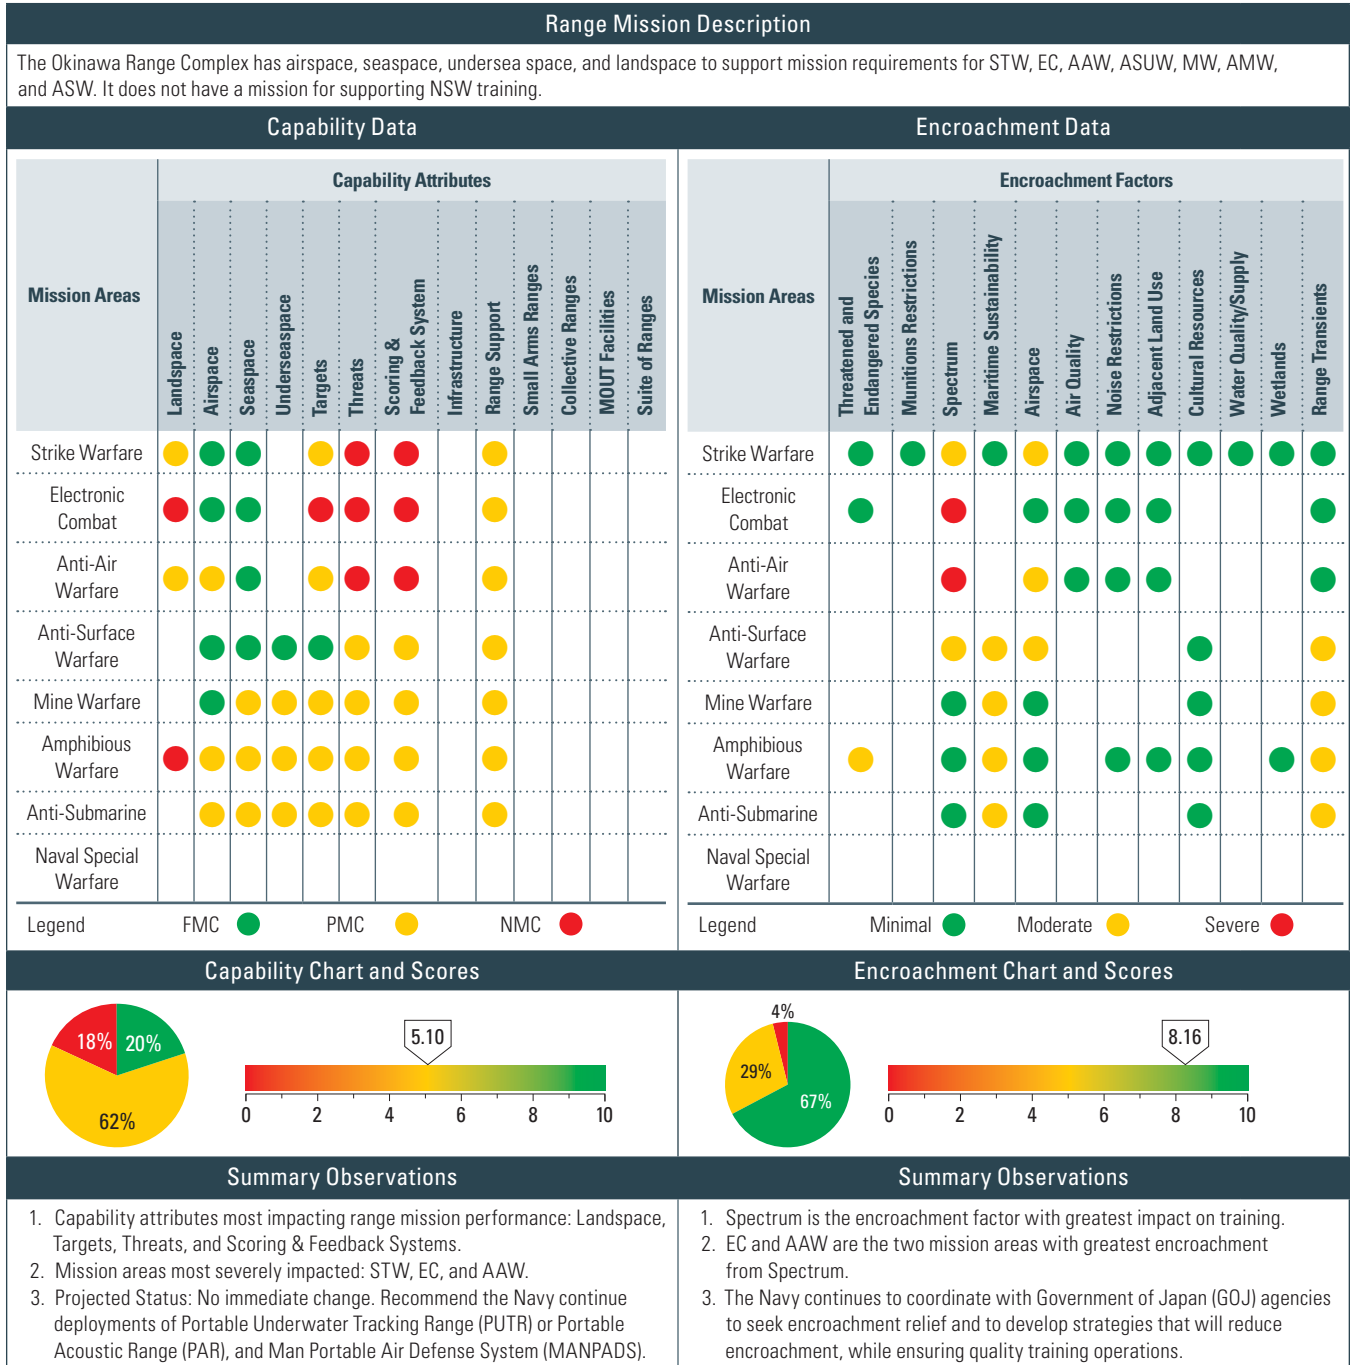 Range Mission Description
The Okinawa Range Complex has airspace, seaspace, undersea space, and landspace to support mission requirements for STW, EC, AAW, ASUW, MW, AMW,
and ASW. It does not have a mission for supporting NSW training.
Capability Data
Mission Areas
Capability Attributes
Landspace
Airspace
Seaspace
Underseaspace
Targets
Threats
Scoring &
Feedback System
Infrastructure
Range Support
Small Arms Ranges
Collective Ranges
MOUT Facilities
Suite of Ranges
Strike Warfare
Electronic
Combat
Anti-Air
Warfare
Anti-Surface
Warfare
Mine Warfare
Amphibious
Warfare
Anti-Submarine
Naval Special
Warfare
Legend FMC PMC NMC
Encroachment Data
Mission Areas
Encroachment Factors
Threatened and
Endangered Species
Munitions Restrictions
Spectrum
Maritime Sustainability
Airspace
Air Quality
Noise Restrictions
Adjacent Land Use
Cultural Resources
Water Quality/Supply
Wetlands
Range Transients
Strike Warfare
Electronic
Combat
Anti-Air
Warfare
Anti-Surface
Warfare
Mine Warfare
Amphibious
Warfare
Anti-Submarine
Naval Special
Warfare
Legend Minimal Moderate Severe
Capability Chart and Scores
18% 20%
62%
5.10
0 2 4 6 8 10
Encroachment Chart and Scores
4%
29%
67%
8.16
0 2 4 6 8 10
Summary Observations
1. Capability attributes most impacting range mission performance: Landspace,
Targets, Threats, and Scoring & Feedback Systems.
2. Mission areas most severely impacted: STW, EC, and AAW.
3. Projected Status: No immediate change. Recommend the Navy continue
deployments of Portable Underwater Tracking Range (PUTR) or Portable
Acoustic Range (PAR), and Man Portable Air Defense System (MANPADS).
Summary Observations
1. Spectrum is the encroachment factor with greatest impact on training.
2. EC and AAW are the two mission areas with greatest encroachment
from Spectrum.
3. The Navy continues to coordinate with Government of Japan (GOJ) agencies
to seek encroachment relief and to develop strategies that will reduce
encroachment, while ensuring quality training operations.